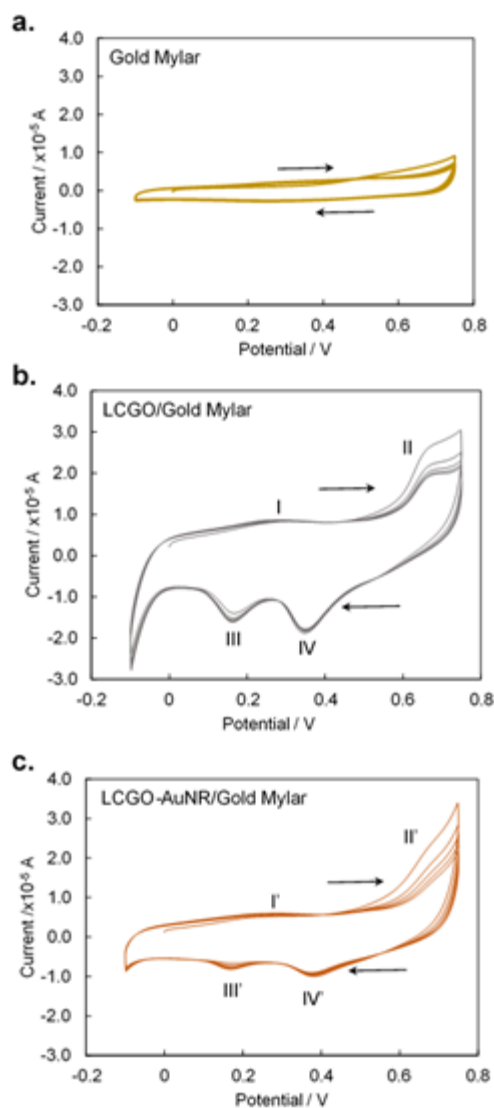 a.
Gold Mylar
4.0
3.0
2.0
1.0
0.0
-1.0
-2.0
-3.0
Current / x10⁻⁵ A
-0.2 0 0.2 0.4 0.6 0.8
Potential / V
b.
LCGO/Gold Mylar
4.0
3.0
2.0
1.0
0.0
-1.0
-2.0
-3.0
Current / x10⁻⁵ A
I
II
III
IV
-0.2 0 0.2 0.4 0.6 0.8
Potential / V
c.
LCGO-AuNR/Gold Mylar
4.0
3.0
2.0
1.0
0.0
-1.0
-2.0
-3.0
Current /x10⁻⁵ A
I'
II'
III'
IV'
-0.2 0 0.2 0.4 0.6 0.8
Potential / V